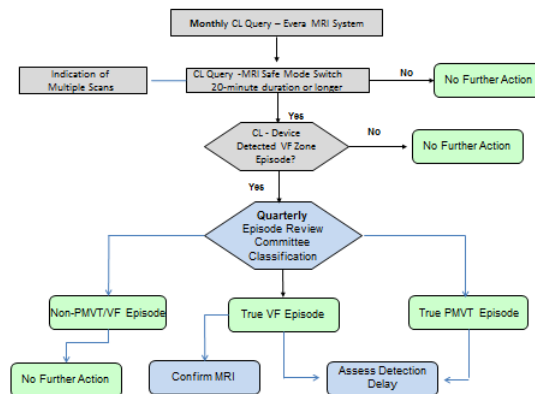 Monthly CL Query – Evera MRI System
Indication of
Multiple Scans
CL Query -MRI Safe Mode Switch
20-minute duration or longer
No
No Further Action
Yes
CL - Device
Detected VF Zone
Episode?
No
No Further Action
Yes
Quarterly
Episode Review
Committee
Classification
Non-PMVT/VF Episode
True VF Episode
True PMVT Episode
No Further Action
Confirm MRI
Assess Detection
Delay